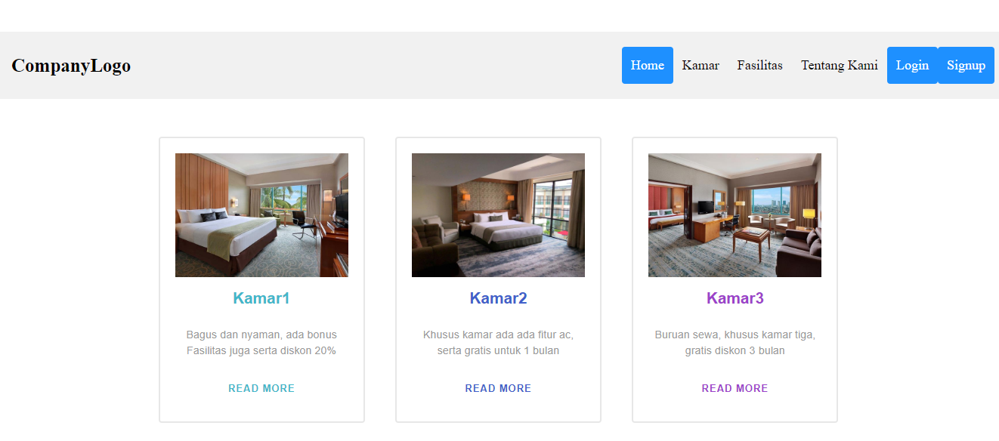 CompanyLogo
Home Kamar Fasilitas Tentang Kami Login Signup
Kamar1
Bagus dan nyaman, ada bonus
Fasilitas juga serta diskon 20%
READ MORE
Kamar2
Khusus kamar ada ada fitur ac,
serta gratis untuk 1 bulan
READ MORE
Kamar3
Buruan sewa, khusus kamar tiga,
gratis diskon 3 bulan
READ MORE